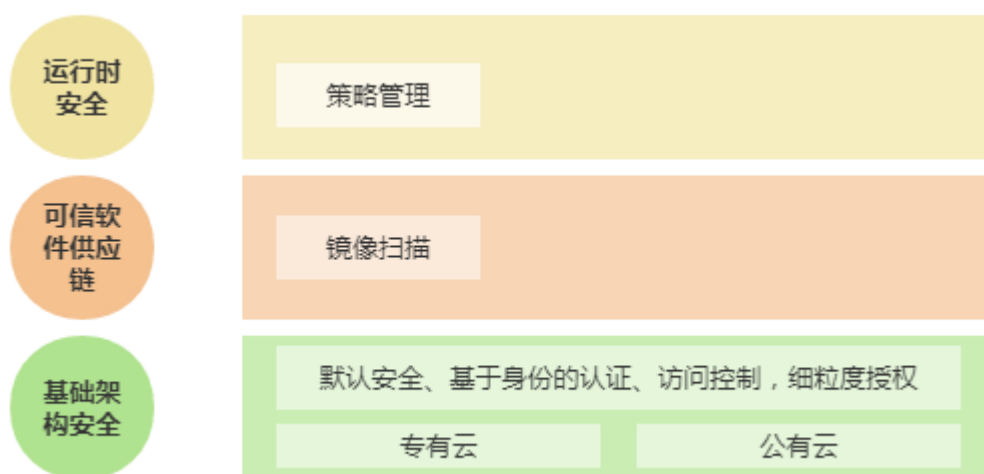 运行时
安全
策略管理
可信软
件供应
链
镜像扫描
基础架
构安全
默认安全、基于身份的认证、访问控制，细粒度授权
专有云
公有云